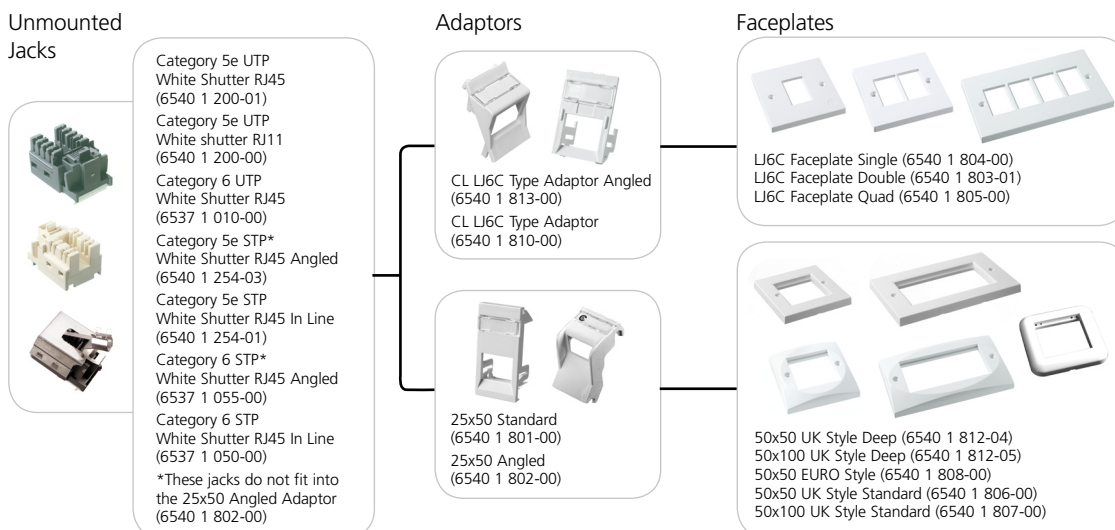 Unmounted
Jacks
Category 5e UTP
White Shutter RJ45
(6540 1 200-01)
Category 5e UTP
White shutter RJ11
(6540 1 200-00)
Category 6 UTP
White Shutter RJ45
(6537 1 010-00)
Category 5e STP*
White Shutter RJ45 Angled
(6540 1 254-03)
Category 5e STP
White Shutter RJ45 In Line
(6540 1 254-01)
Category 6 STP*
White Shutter RJ45 Angled
(6537 1 055-00)
Category 6 STP
White Shutter RJ45 In Line
(6537 1 050-00)
*These jacks do not fit into
the 25x50 Angled Adaptor
(6540 1 802-00)
Adaptors
CL LJ6C Type Adaptor Angled
(6540 1 813-00)
CL LJ6C Type Adaptor
(6540 1 810-00)
25x50 Standard
(6540 1 801-00)
25x50 Angled
(6540 1 802-00)
Faceplates
LJ6C Faceplate Single (6540 1 804-00)
LJ6C Faceplate Double (6540 1 803-01)
LJ6C Faceplate Quad (6540 1 805-00)
50x50 UK Style Deep (6540 1 812-04)
50x100 UK Style Deep (6540 1 812-05)
50x50 EURO Style (6540 1 808-00)
50x50 UK Style Standard (6540 1 806-00)
50x100 UK Style Standard (6540 1 807-00)